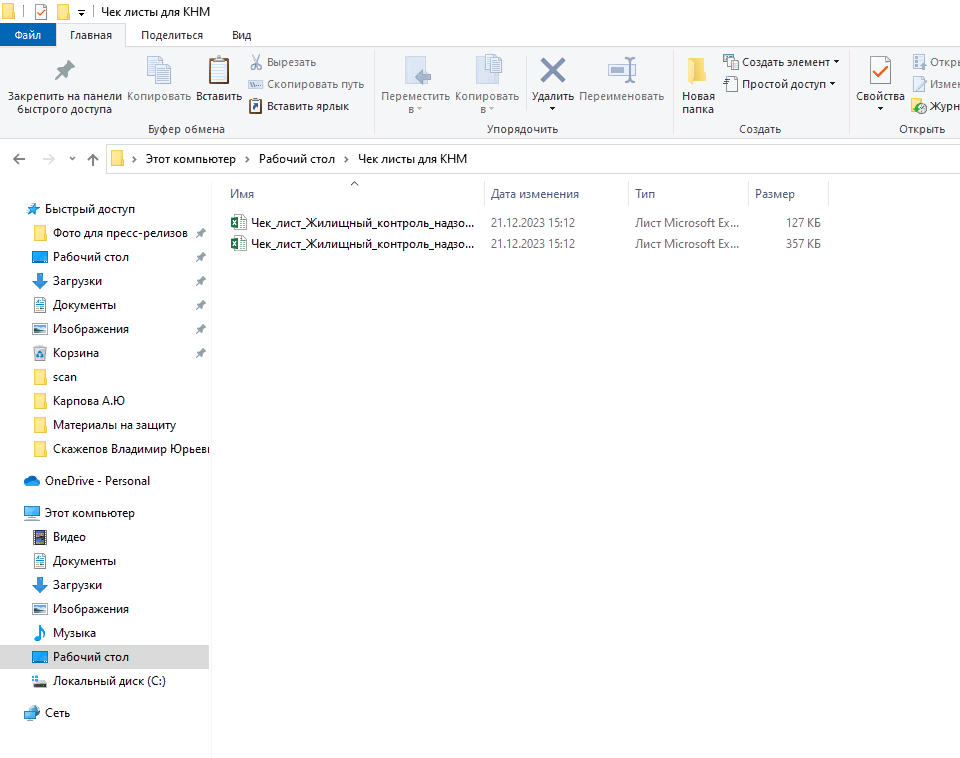 Чек листы для КНМ
Файл
Главная
Поделиться
Вид
Закрепить на панели
быстрого доступа
Копировать
Вставить
Вырезать
Скопировать путь
Вставить ярлык
Буфер обмена
Переместить
в
Копировать
в
Удалить
Переименовать
Упорядочить
Новая
папка
Создать элемент
Простой доступ
Создать
Свойства
Откры
Измен
Журн
Открыть
Этот компьютер
Рабочий стол
Чек листы для КНМ
Имя
Дата изменения
Тип
Размер
Чек_лист_Жилищный_контроль_надзо... 21.12.2023 15:12 Лист Microsoft Ex... 127 КБ
Чек_лист_Жилищный_контроль_надзо... 21.12.2023 15:12 Лист Microsoft Ex... 357 КБ
Быстрый доступ
Фото для пресс-релизов
Рабочий стол
Загрузки
Документы
Изображения
Корзина
scan
Карпова А.Ю
Материалы на защиту
Скажепов Владимир Юрьеви
OneDrive - Personal
Этот компьютер
Видео
Документы
Загрузки
Изображения
Музыка
Рабочий стол
Локальный диск (C:)
Сеть